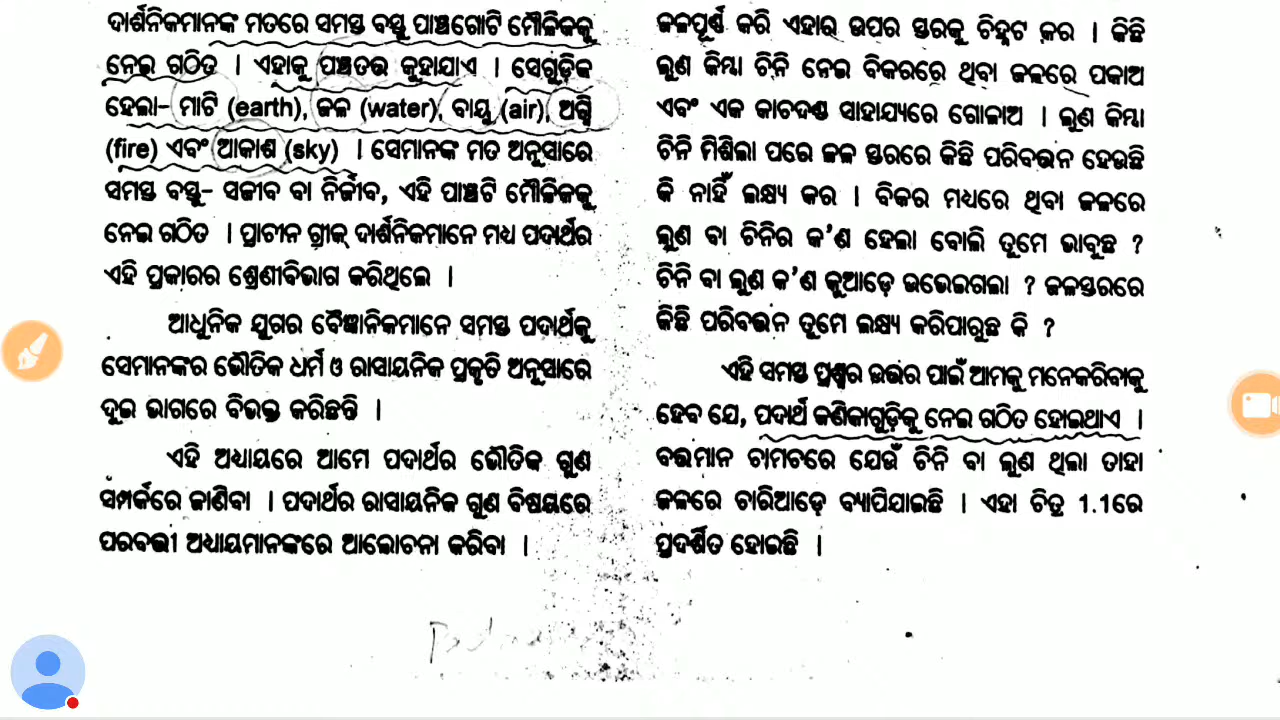 ଦାର୍ଶନିକମାନଙ୍କ ମତରେ ସମସ୍ତ ବସ୍ତୁ ପାଞ୍ଚଗୋଟି ମୌଳିକକୁ
ନେଇ ଗଠିତ । ଏହାକୁ ପଞ୍ଚତତ୍ତ୍ୱ କୁହାଯାଏ । ସେଗୁଡ଼ିକ
ହେଲା– ମାଟି (earth), ଜଳ (water), ବାୟୁ (air), ଅଗ୍ନି
(fire) ଏବଂ ଆକାଶ (sky) । ସେମାନଙ୍କ ମତ ଅନୁସାରେ
ସମସ୍ତ ବସ୍ତୁ– ସଜୀବ ବା ନିର୍ଜୀବ, ଏହି ପାଞ୍ଚଟି ମୌଳିକକୁ
ନେଇ ଗଠିତ । ପ୍ରାଚୀନ ଗ୍ରୀକ୍ ଦାର୍ଶନିକମାନେ ମଧ୍ୟ ପଦାର୍ଥର
ଏହି ପ୍ରକାରର ଶ୍ରେଣୀବିଭାଗ କରିଥିଲେ ।
ଆଧୁନିକ ଯୁଗର ବୈଜ୍ଞାନିକମାନେ ସମସ୍ତ ପଦାର୍ଥକୁ
ସେମାନଙ୍କର ଭୌତିକ ଧର୍ମ ଓ ରାସାୟନିକ ପ୍ରକୃତି ଅନୁସାରେ
ଦୁଇ ଭାଗରେ ବିଭକ୍ତ କରିଛନ୍ତି ।
ଏହି ଅଧ୍ୟାୟରେ ଆମେ ପଦାର୍ଥର ଭୌତିକ ଗୁଣ
ସମ୍ପର୍କରେ ଜାଣିବା । ପଦାର୍ଥର ରାସାୟନିକ ଗୁଣ ବିଷୟରେ
ପରବର୍ତ୍ତୀ ଅଧ୍ୟାୟମାନଙ୍କରେ ଆଲୋଚନା କରିବା ।
ଜଳପୂର୍ଣ୍ଣ କରି ଏହାର ଉପର ସ୍ତରକୁ ଚିହ୍ନଟ କର । କିଛି
ଲୁଣ କିମ୍ବା ଚିନି ନେଇ ବିକରରେ ଥିବା ଜଳରେ ପକାଅ
ଏବଂ ଏକ କାଚଦଣ୍ଡ ସାହାଯ୍ୟରେ ଗୋଳାଅ । ଲୁଣ କିମ୍ବା
ଚିନି ମିଶିଲା ପରେ ଜଳ ସ୍ତରରେ କିଛି ପରିବର୍ତ୍ତନ ହେଉଛି
କି ନାହିଁ ଲକ୍ଷ୍ୟ କର । ବିକର ମଧ୍ୟରେ ଥିବା ଜଳରେ
ଲୁଣ ବା ଚିନିର କ’ଣ ହେଲା ବୋଲି ତୁମେ ଭାବୁଛ ?
ଚିନି ବା ଲୁଣ କ’ଣ କୁଆଡ଼େ ଉଭେଇଗଲା ? ଜଳସ୍ତରରେ
କିଛି ପରିବର୍ତ୍ତନ ତୁମେ ଲକ୍ଷ୍ୟ କରିପାରୁଛ କି ?
ଏହି ସମସ୍ତ ପ୍ରଶ୍ନର ଉତ୍ତର ପାଇଁ ଆମକୁ ମନେକରିବାକୁ
ହେବ ଯେ, ପଦାର୍ଥ କଣିକାଗୁଡ଼ିକୁ ନେଇ ଗଠିତ ହୋଇଥାଏ ।
ବର୍ତ୍ତମାନ ଚାମଚରେ ଯେଉଁ ଚିନି ବା ଲୁଣ ଥିଲା ତାହା
ଜଳରେ ଚାରିଆଡ଼େ ବ୍ୟାପିଯାଇଛି । ଏହା ଚିତ୍ର 1.1ରେ
ପ୍ରଦର୍ଶିତ ହୋଇଛି ।